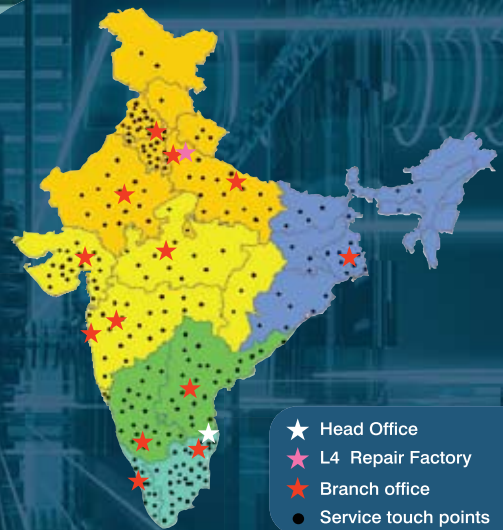 Head Office
L4 Repair Factory
Branch office
Service touch points